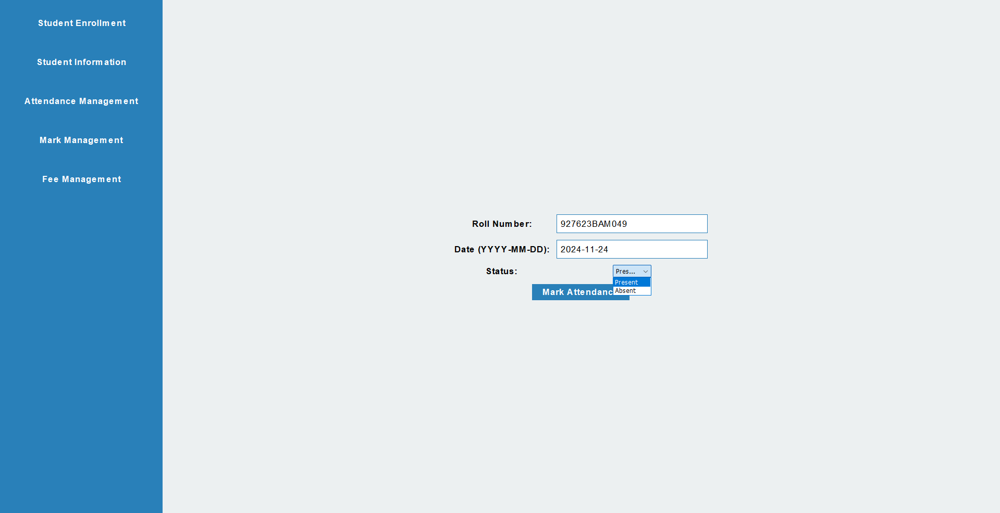 Student Enrollment
Student Information
Attendance Management
Mark Management
Fee Management
Roll Number: 927623BAM049
Date (YYYY-MM-DD): 2024-11-24
Status: Pres...
Present
Absent
Mark Attendanc